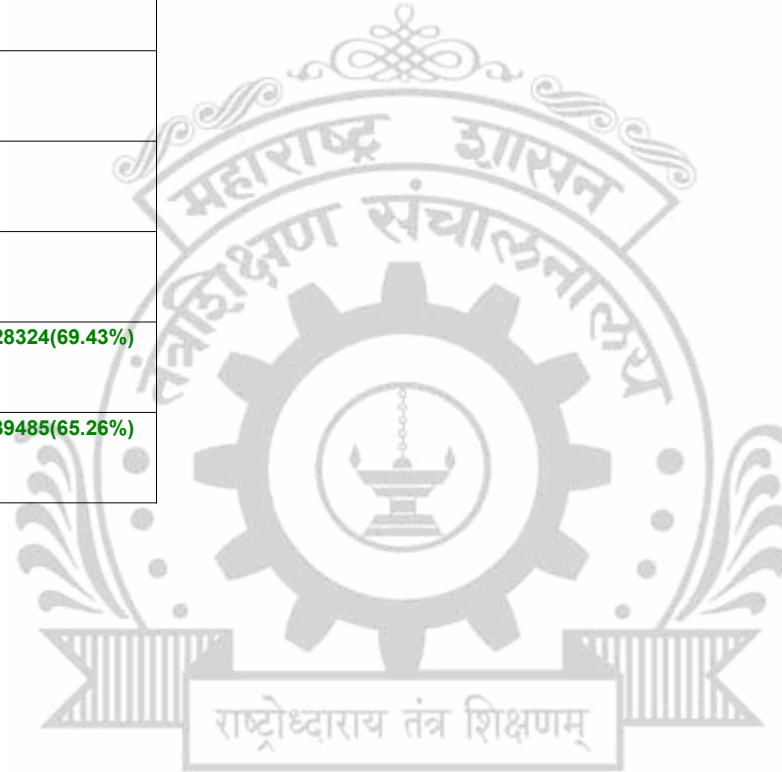 महाराष्ट्र शासन
तंत्रशिक्षण संचालनालय
28324(69.43%)
39485(65.26%)
राष्ट्रोध्दाराय तंत्र शिक्षणम्